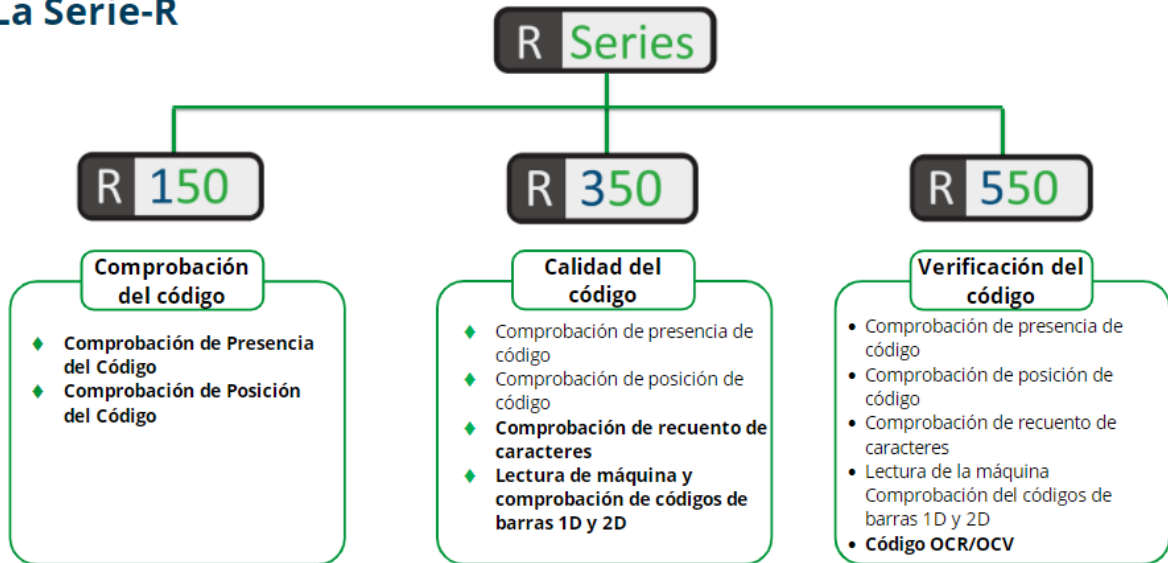 La Serie-R
R Series
R 150
R 350
R 550
Comprobación
del código
Comprobación de Presencia
del Código
Comprobación de Posición
del Código
Calidad del
código
Comprobación de presencia de
código
Comprobación de posición de
código
Comprobación de recuento de
caracteres
Lectura de máquina y
comprobación de códigos de
barras 1D y 2D
Verificación del
código
Comprobación de presencia de
código
Comprobación de posición de
código
Comprobación de recuento de
caracteres
Lectura de la máquina
Comprobación del códigos de
barras 1D y 2D
Código OCR/OCV